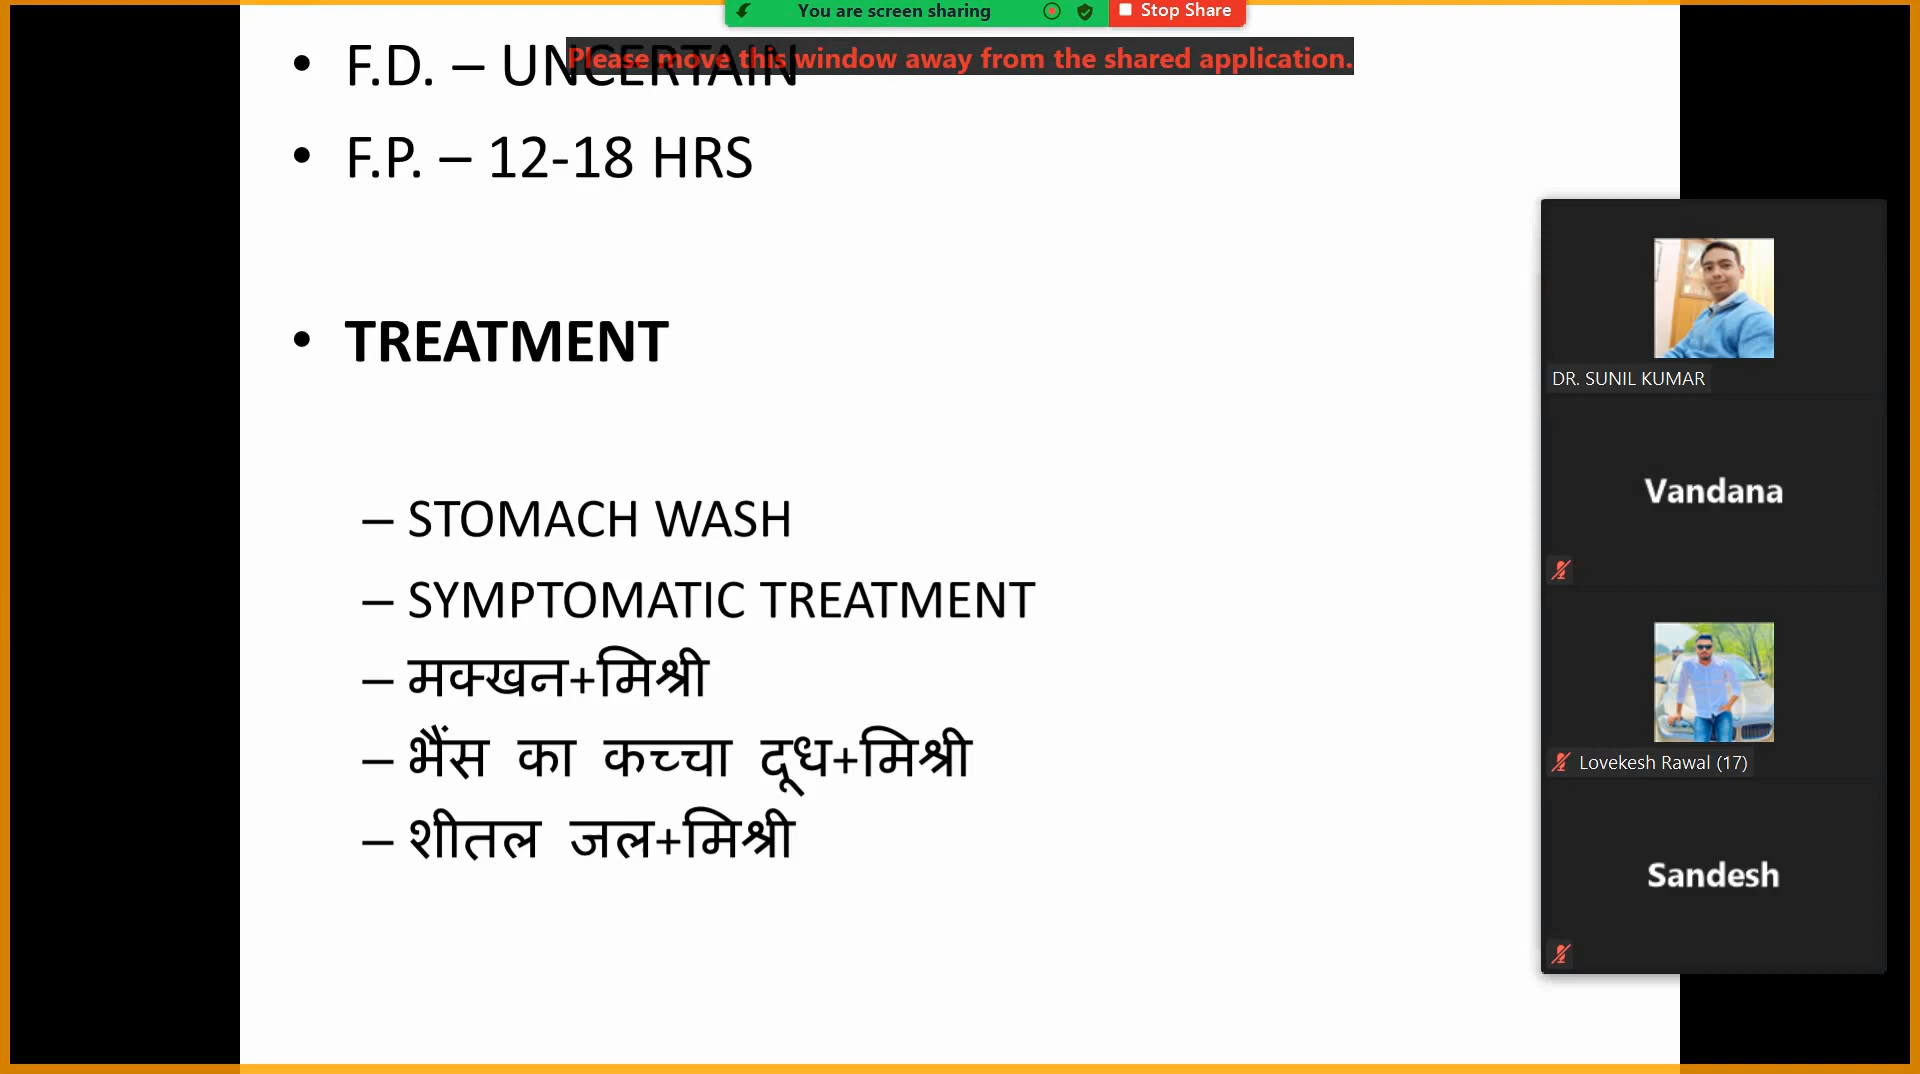 You are screen sharing
Stop Share
Please move this window away from the shared application.
• F.D. – UNCERTAIN
• F.P. – 12-18 HRS
• TREATMENT
– STOMACH WASH
– SYMPTOMATIC TREATMENT
– मक्खन+मिश्री
– भैंस का कच्चा दूध+मिश्री
– शीतल जल+मिश्री
DR. SUNIL KUMAR
Vandana
Lovekesh Rawal (17)
Sandesh